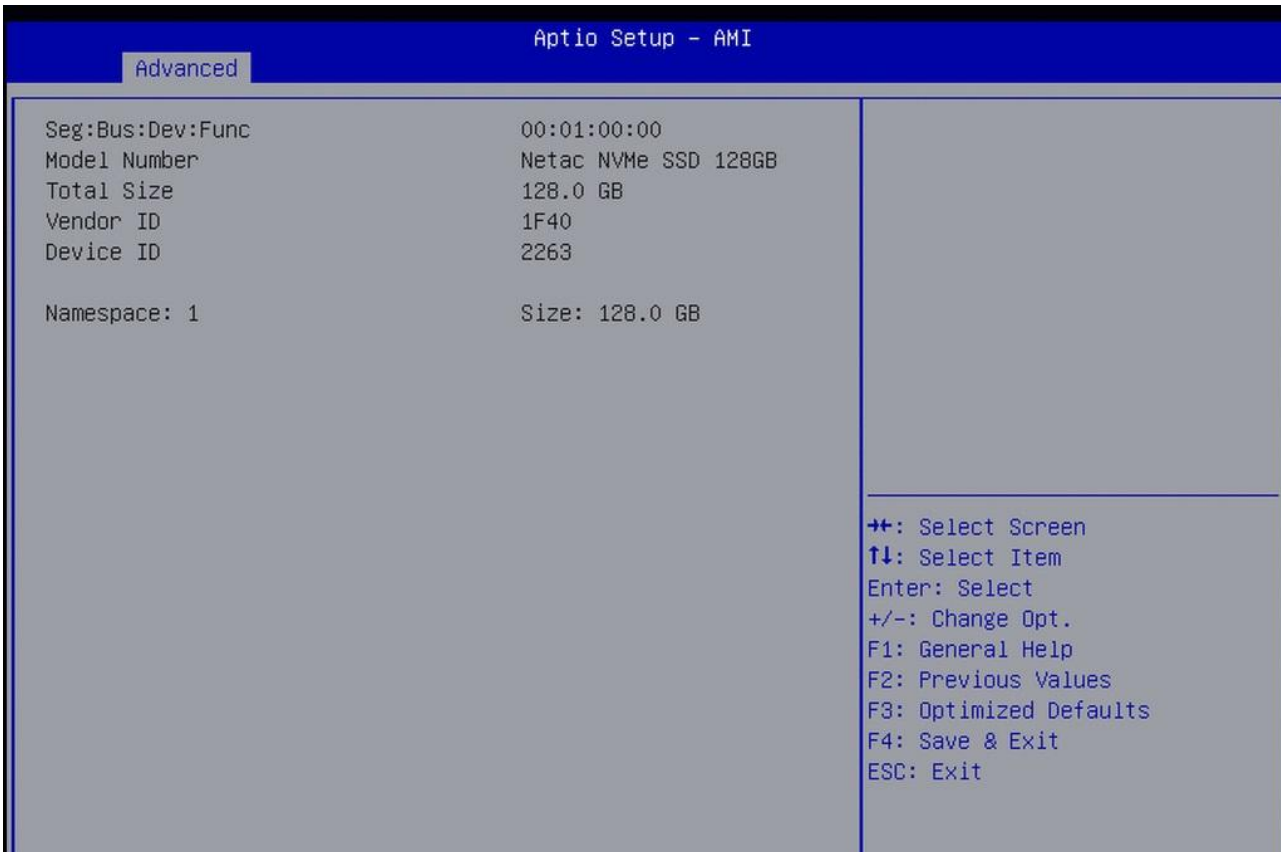 Aptio Setup – AMI
Advanced
Seg:Bus:Dev:Func 00:01:00:00
Model Number Netac NVMe SSD 128GB
Total Size 128.0 GB
Vendor ID 1F40
Device ID 2263
Namespace: 1 Size: 128.0 GB
→←: Select Screen
↑↓: Select Item
Enter: Select
+/-: Change Opt.
F1: General Help
F2: Previous Values
F3: Optimized Defaults
F4: Save & Exit
ESC: Exit